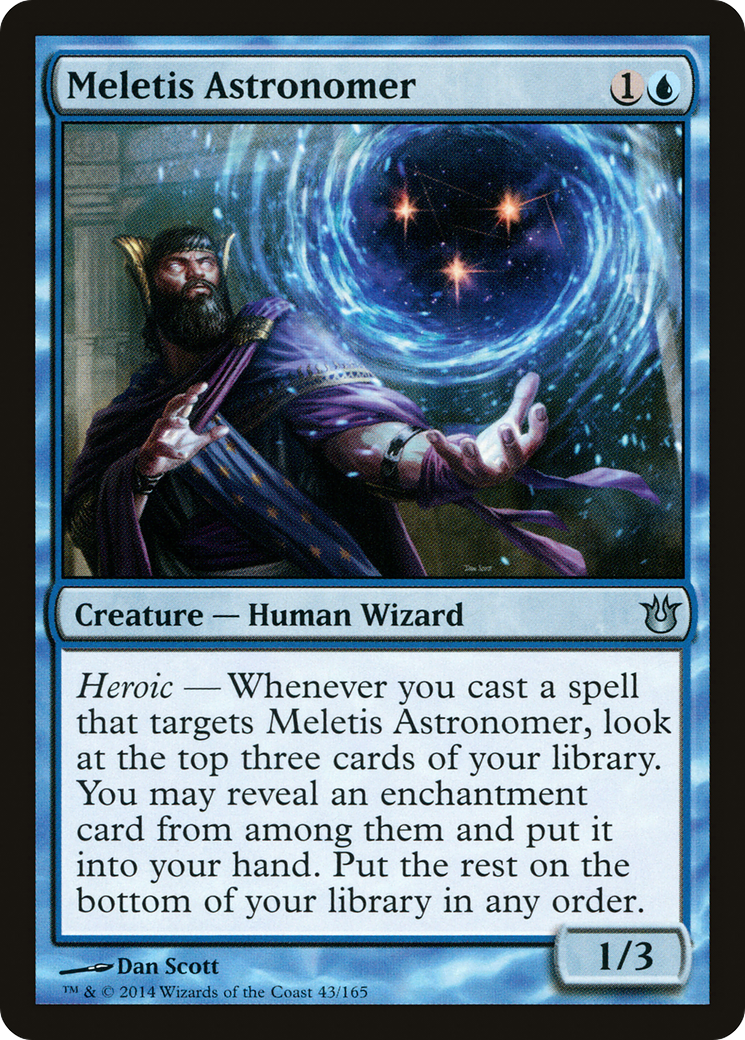 Meletis Astronomer 1
Dan Scott
Creature — Human Wizard
Heroic — Whenever you cast a spell
that targets Meletis Astronomer, look
at the top three cards of your library.
You may reveal an enchantment
card from among them and put it
into your hand. Put the rest on the
bottom of your library in any order.
1/3
Dan Scott
™ & © 2014 Wizards of the Coast 43/165